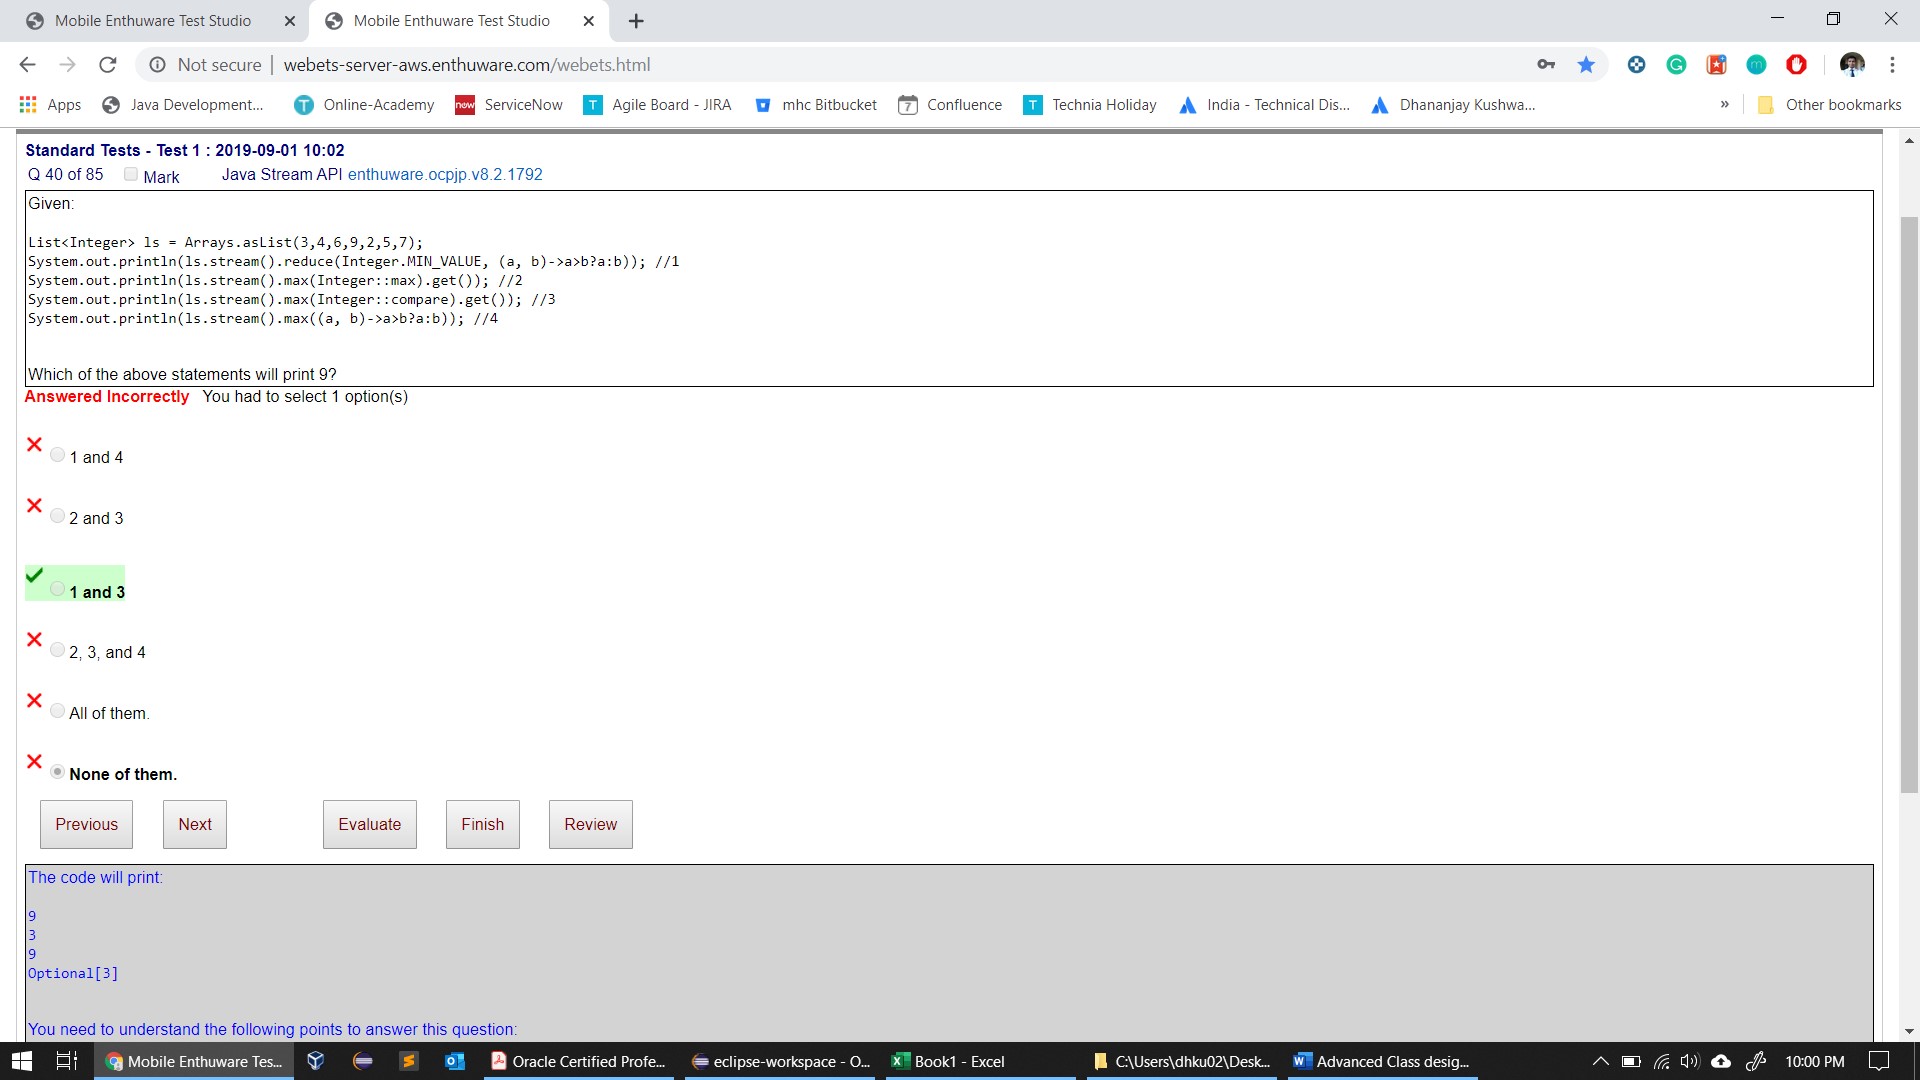 Mobile Enthuware Test Studio
Mobile Enthuware Test Studio
Not secure | webets-server-aws.enthuware.com/webets.html
Apps
Java Development...
Online-Academy
now ServiceNow
T Agile Board - JIRA
mhc Bitbucket
7 Confluence
T Technia Holiday
India - Technical Dis...
Dhananjay Kushwa...
» Other bookmarks
Standard Tests - Test 1 : 2019-09-01 10:02
Q 40 of 85 Mark Java Stream API enthuware.ocpjp.v8.2.1792
Given:
List<Integer> ls = Arrays.asList(3,4,6,9,2,5,7);
System.out.println(ls.stream().reduce(Integer.MIN_VALUE, (a, b)->a>b?a:b)); //1
System.out.println(ls.stream().max(Integer::max).get()); //2
System.out.println(ls.stream().max(Integer::compare).get()); //3
System.out.println(ls.stream().max((a, b)->a>b?a:b)); //4
Which of the above statements will print 9?
Answered Incorrectly You had to select 1 option(s)
1 and 4
2 and 3
1 and 3
2, 3, and 4
All of them.
None of them.
Previous Next Evaluate Finish Review
The code will print:
9
3
9
Optional[3]
You need to understand the following points to answer this question:
Mobile Enthuware Tes...
Oracle Certified Profe...
eclipse-workspace - O...
Book1 - Excel
C:\Users\dhku02\Desk...
Advanced Class desig...
10:00 PM